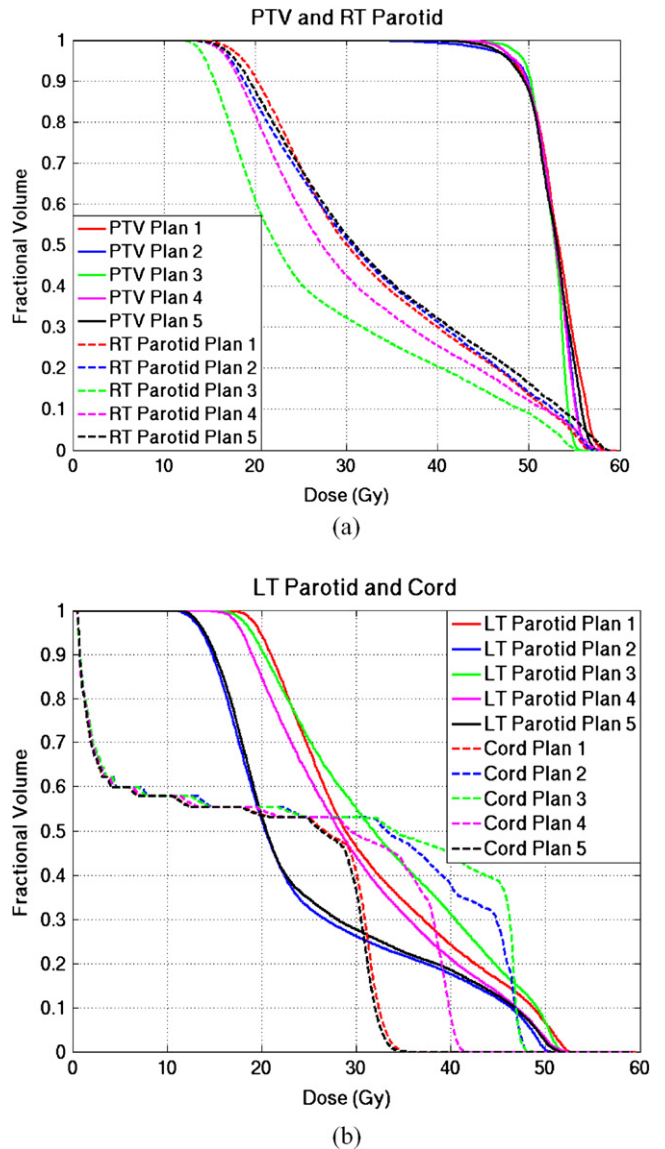 PTV and RT Parotid
1
0.9
0.8
0.7
0.6
0.5
0.4
0.3
0.2
0.1
0
Fractional Volume
PTV Plan 1
PTV Plan 2
PTV Plan 3
PTV Plan 4
PTV Plan 5
RT Parotid Plan 1
RT Parotid Plan 2
RT Parotid Plan 3
RT Parotid Plan 4
RT Parotid Plan 5
0 10 20 30 40 50 60
Dose (Gy)
(a)
LT Parotid and Cord
1
0.9
0.8
0.7
0.6
0.5
0.4
0.3
0.2
0.1
0
Fractional Volume
LT Parotid Plan 1
LT Parotid Plan 2
LT Parotid Plan 3
LT Parotid Plan 4
LT Parotid Plan 5
Cord Plan 1
Cord Plan 2
Cord Plan 3
Cord Plan 4
Cord Plan 5
0 10 20 30 40 50 60
Dose (Gy)
(b)